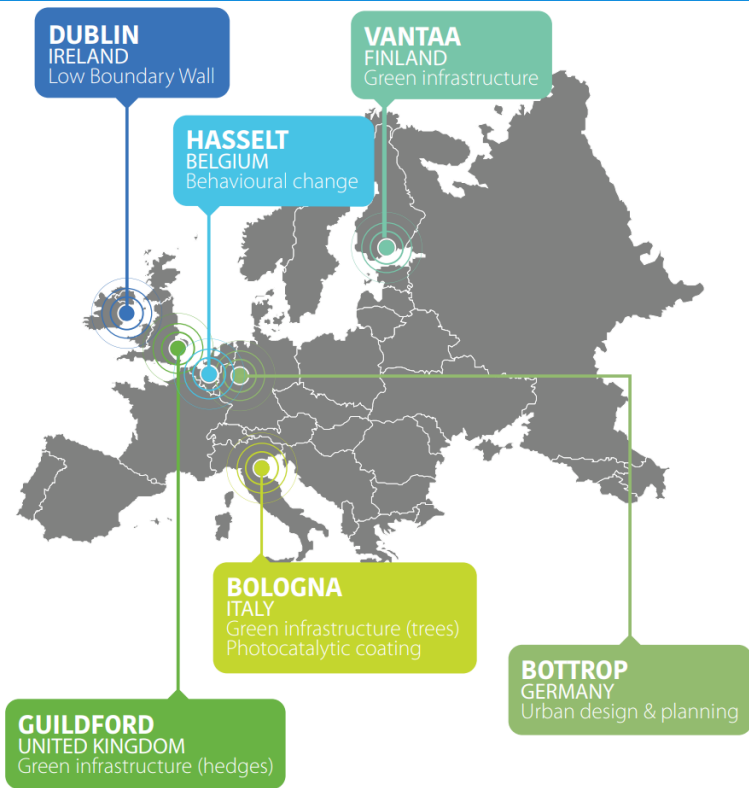 DUBLIN
IRELAND
Low Boundary Wall
VANTAA
FINLAND
Green infrastructure
HASSELT
BELGIUM
Behavioural change
BOLOGNA
ITALY
Green infrastructure (trees)
Photocatalytic coating
BOTTROP
GERMANY
Urban design & planning
GUILDFORD
UNITED KINGDOM
Green infrastructure (hedges)